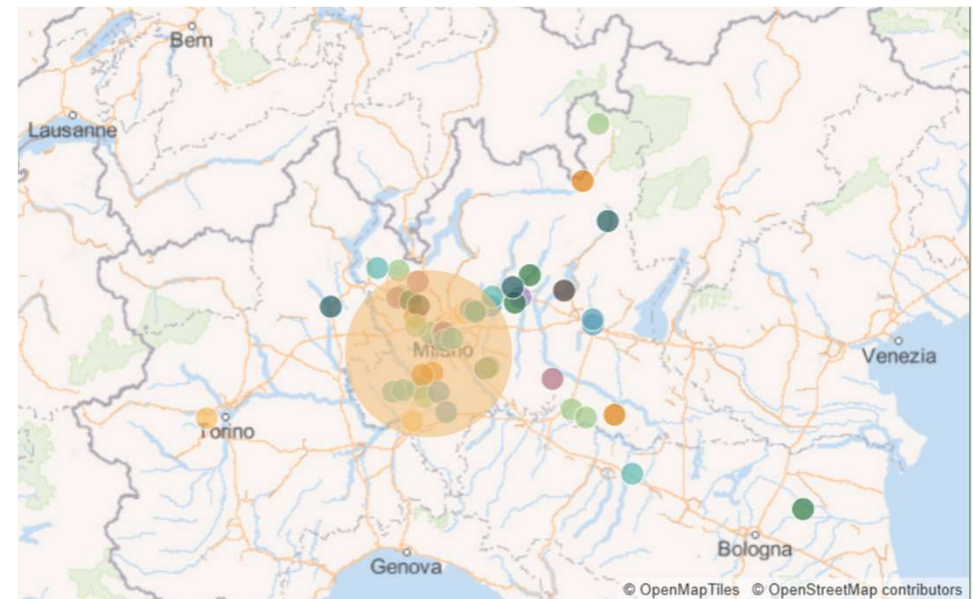 Bern
Lausanne
Milano
Venezia
Torino
Bologna
Genova
© OpenMapTiles © OpenStreetMap contributors